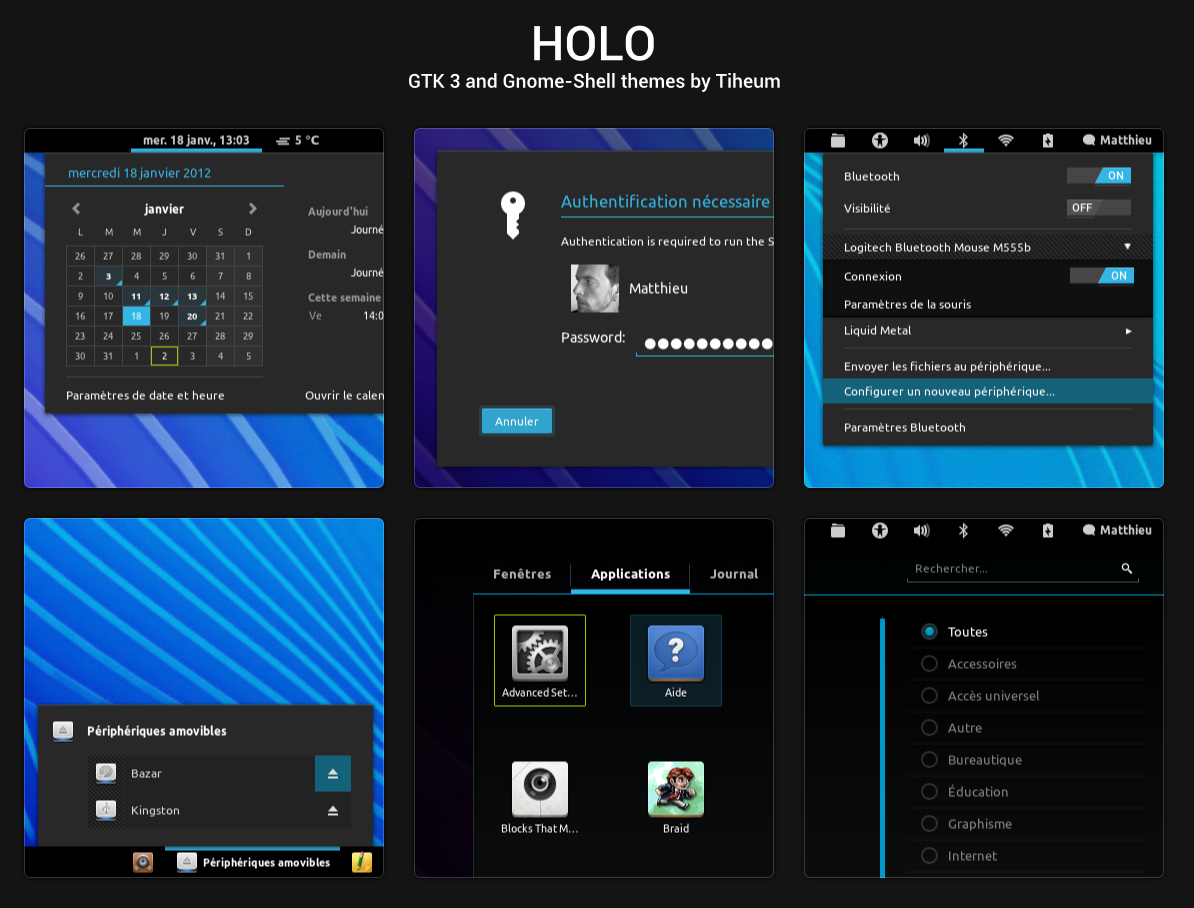 HOLO
GTK 3 and Gnome-Shell themes by Tiheum
mer. 18 janv., 13:03 5 °C
mercredi 18 janvier 2012
janvier
L M M J V S D
26 27 28 29 30 31 1
2 3 4 5 6 7 8
9 10 11 12 13 14 15
16 17 18 19 20 21 22
23 24 25 26 27 28 29
30 31 1 2 3 4 5
Paramètres de date et heure
Aujourd'hui
Journé
Demain
Journé
Cette semaine
Ve 14:0
Ouvrir le calen
Authentification nécessaire
Authentication is required to run the S
Matthieu
Password:
Annuler
Matthieu
Bluetooth ON
Visibilité OFF
Logitech Bluetooth Mouse M555b
Connexion ON
Paramètres de la souris
Liquid Metal
Envoyer les fichiers au périphérique...
Configurer un nouveau périphérique...
Paramètres Bluetooth
Périphériques amovibles
Bazar
Kingston
Périphériques amovibles
Fenêtres Applications Journal
Advanced Set... Aide
Blocks That M... Braid
Matthieu
Rechercher...
Toutes
Accessoires
Accès universel
Autre
Bureautique
Éducation
Graphisme
Internet